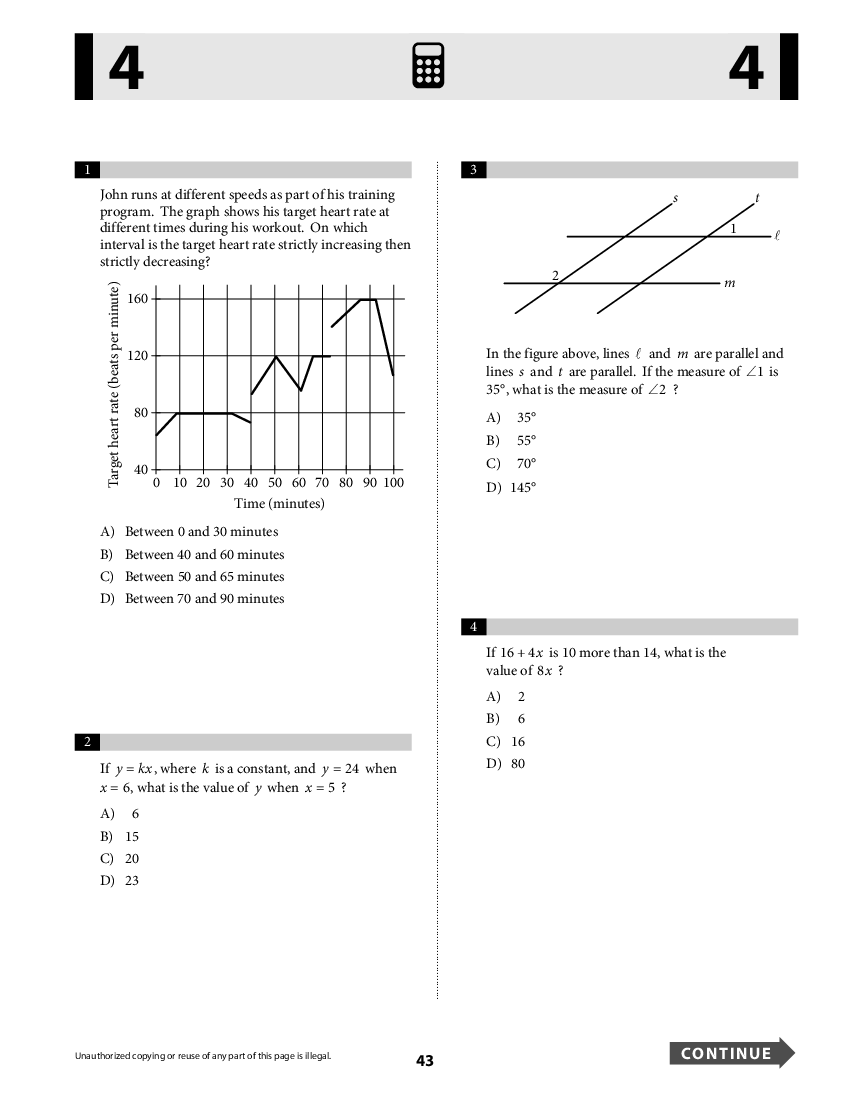 4
4
1
John runs at different speeds as part of his training
program. The graph shows his target heart rate at
different times during his workout. On which
interval is the target heart rate strictly increasing then
strictly decreasing?
Target heart rate (beats per minute)
160
120
80
40
0 10 20 30 40 50 60 70 80 90 100
Time (minutes)
A) Between 0 and 30 minutes
B) Between 40 and 60 minutes
C) Between 50 and 65 minutes
D) Between 70 and 90 minutes
2
If y = kx, where k is a constant, and y = 24 when
x = 6, what is the value of y when x = 5 ?
A) 6
B) 15
C) 20
D) 23
3
s
t
1
ℓ
2
m
In the figure above, lines ℓ and m are parallel and
lines s and t are parallel. If the measure of ∠1 is
35°, what is the measure of ∠2 ?
A) 35°
B) 55°
C) 70°
D) 145°
4
If 16 + 4x is 10 more than 14, what is the
value of 8x ?
A) 2
B) 6
C) 16
D) 80
Unauthorized copying or reuse of any part of this page is illegal.
43
CONTINUE